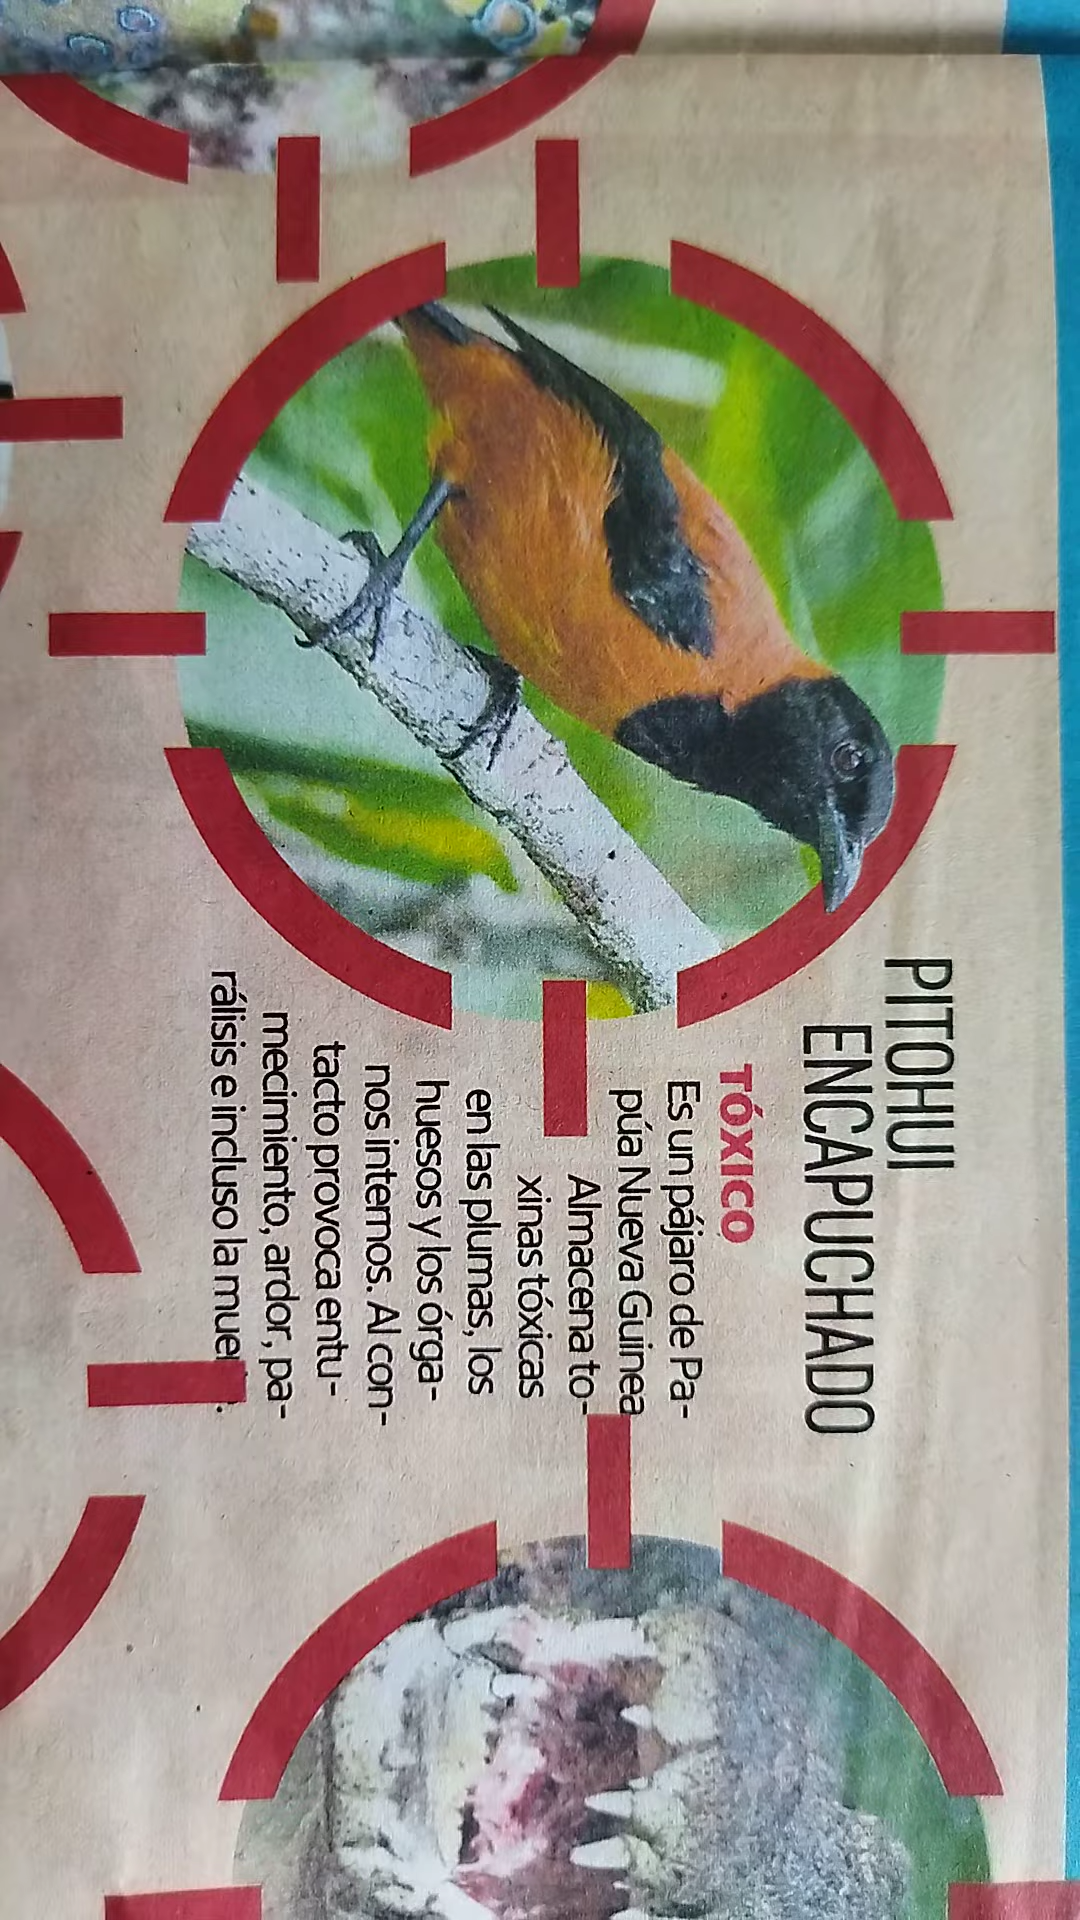 PITOHUI
ENCAPUCHADO
TÓXICO
Es un pájaro de Pa-
púa Nueva Guinea
Almacena to-
xinas tóxicas
en las plumas, los
huesos y los órga-
nos internos. Al con-
tacto provoca entu-
mecimiento, ardor, pa-
rálisis e incluso la